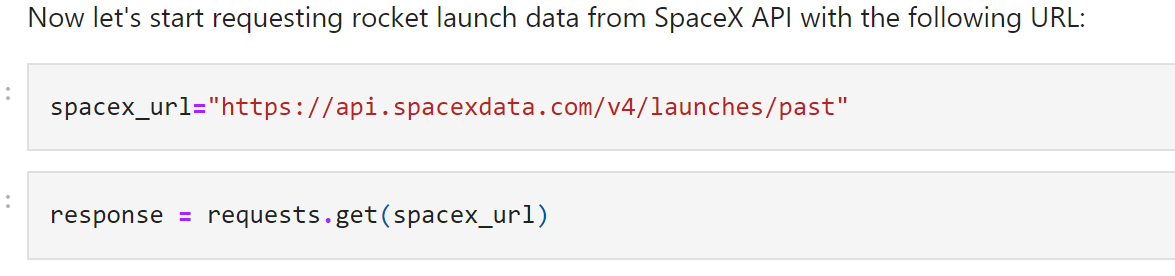 Now let's start requesting rocket launch data from SpaceX API with the following URL:
:
spacex_url="https://api.spacexdata.com/v4/launches/past"
:
response = requests.get(spacex_url)